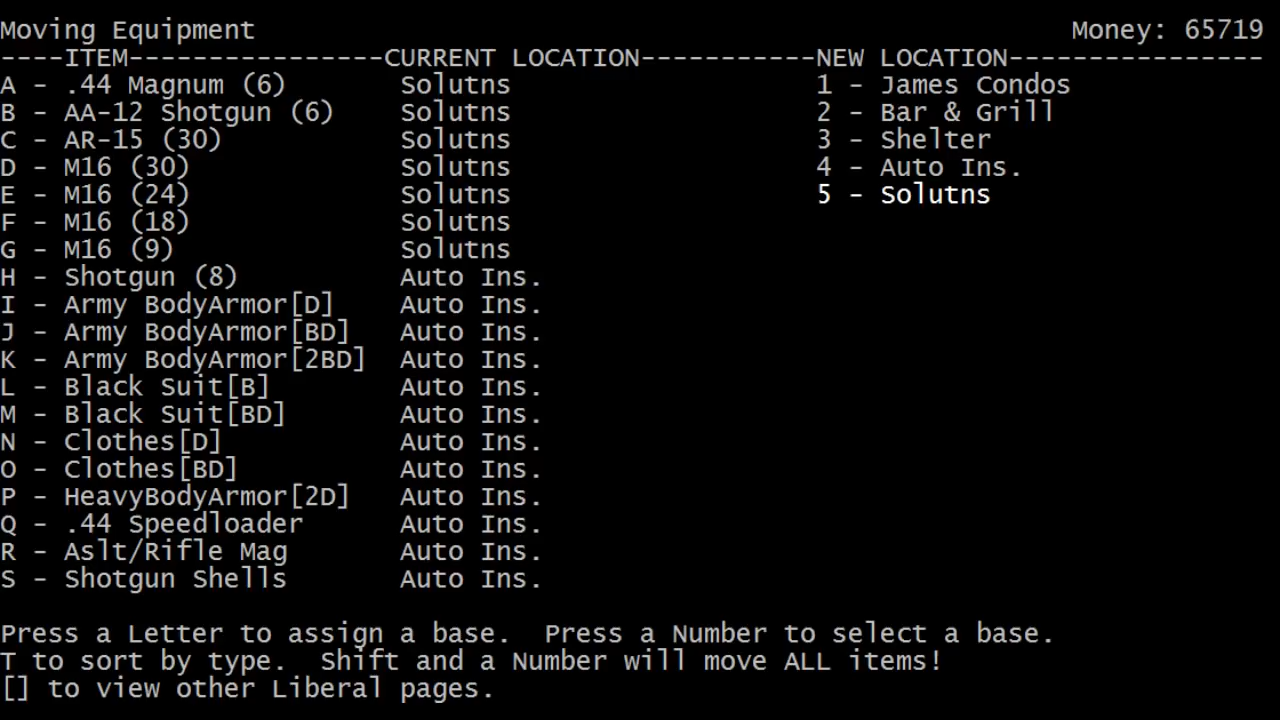 Moving Equipment                                   Money: 65719
----ITEM----------------CURRENT LOCATION-----------NEW LOCATION----------------
A - .44 Magnum (6)       Solutns                   1 - James Condos
B - AA-12 Shotgun (6)    Solutns                   2 - Bar & Grill
C - AR-15 (30)           Solutns                   3 - Shelter
D - M16 (30)             Solutns                   4 - Auto Ins.
E - M16 (24)             Solutns                   5 - Solutns
F - M16 (18)             Solutns
G - M16 (9)              Solutns
H - Shotgun (8)          Auto Ins.
I - Army BodyArmor[D]    Auto Ins.
J - Army BodyArmor[BD]   Auto Ins.
K - Army BodyArmor[2BD]  Auto Ins.
L - Black Suit[B]        Auto Ins.
M - Black Suit[BD]       Auto Ins.
N - Clothes[D]           Auto Ins.
O - Clothes[BD]          Auto Ins.
P - HeavyBodyArmor[2D]   Auto Ins.
Q - .44 Speedloader      Auto Ins.
R - Aslt/Rifle Mag       Auto Ins.
S - Shotgun Shells       Auto Ins.
Press a Letter to assign a base.  Press a Number to select a base.
T to sort by type.  Shift and a Number will move ALL items!
[] to view other Liberal pages.